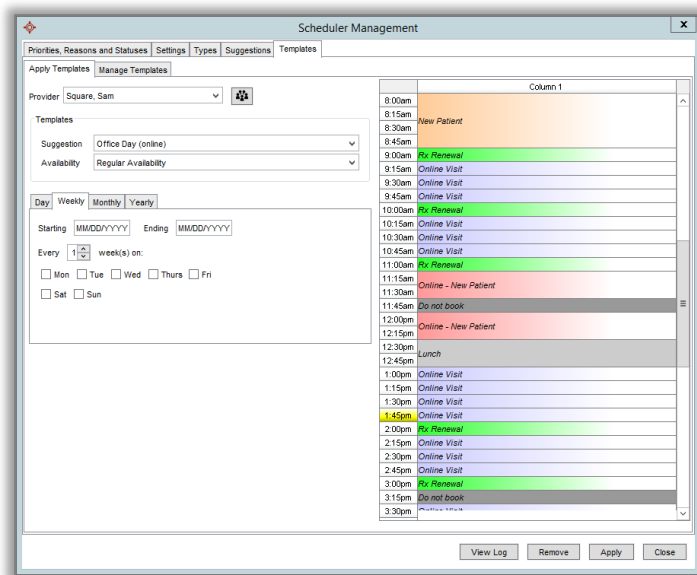 Scheduler Management
x
Priorities, Reasons and Statuses Settings Types Suggestions Templates
Apply Templates Manage Templates
Provider Square, Sam
Templates
Suggestion Office Day (online)
Availability Regular Availability
Day Weekly Monthly Yearly
Starting MM/DD/YYYY Ending MM/DD/YYYY
Every 1 week(s) on:
Mon Tue Wed Thurs Fri
Sat Sun
Column 1
8:00am
8:15am New Patient
8:30am
8:45am
9:00am Rx Renewal
9:15am Online Visit
9:30am Online Visit
9:45am Online Visit
10:00am Rx Renewal
10:15am Online Visit
10:30am Online Visit
10:45am Online Visit
11:00am Rx Renewal
11:15am Online - New Patient
11:30am
11:45am Do not book
12:00pm Online - New Patient
12:15pm
12:30pm Lunch
12:45pm
1:00pm Online Visit
1:15pm Online Visit
1:30pm Online Visit
1:45pm Online Visit
2:00pm Rx Renewal
2:15pm Online Visit
2:30pm Online Visit
2:45pm Online Visit
3:00pm Rx Renewal
3:15pm Do not book
3:30pm Online Visit
View Log Remove Apply Close